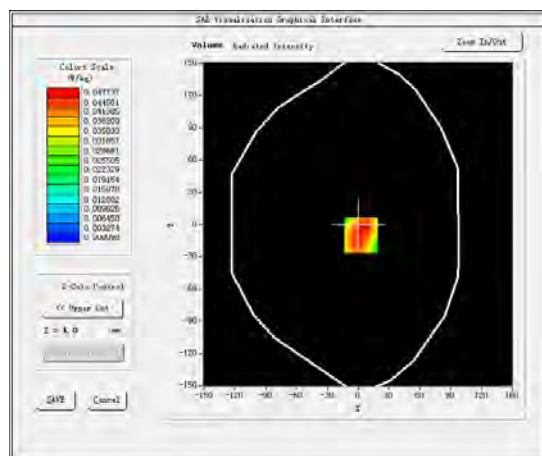 SAR Visualisation Graphical Interface
Volume Radiated Intensity
Zoom In/Out
Colors Scale
(W/kg)
0.047737
0.044561
0.041385
0.038209
0.035033
0.031857
0.028681
0.025505
0.022329
0.019154
0.015978
0.012802
0.009626
0.006450
0.003274
150
120
90
60
30
0
-30
-60
-90
-120
-150
Y
-150 -120 -90 -60 -30 0 30 60 90 120 150
X
<< Upper Cut
SAVE
Cancel